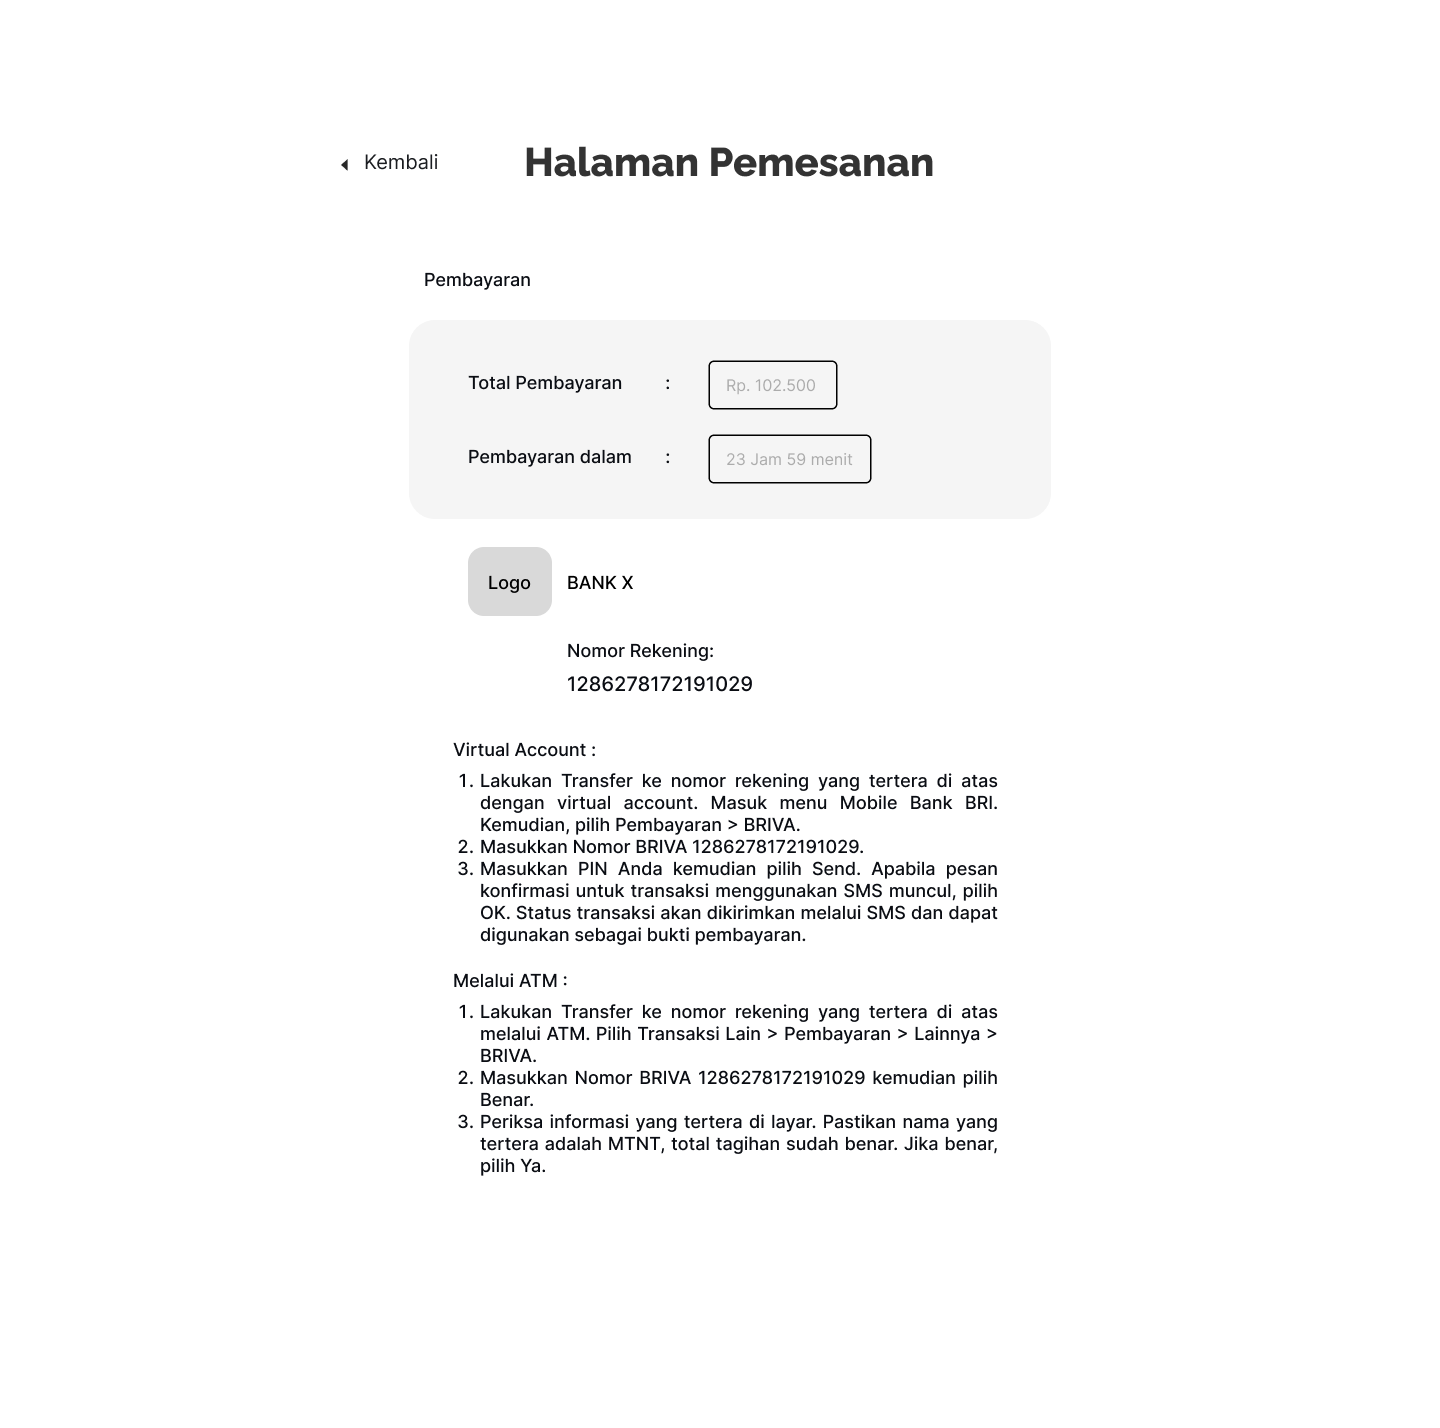 Kembali
Halaman Pemesanan
Pembayaran
Total Pembayaran : Rp. 102.500
Pembayaran dalam : 23 Jam 59 menit
Logo BANK X
Nomor Rekening:
1286278172191029
Virtual Account :
1. Lakukan Transfer ke nomor rekening yang tertera di atas
dengan virtual account. Masuk menu Mobile Bank BRI.
Kemudian, pilih Pembayaran > BRIVA.
2. Masukkan Nomor BRIVA 1286278172191029.
3. Masukkan PIN Anda kemudian pilih Send. Apabila pesan
konfirmasi untuk transaksi menggunakan SMS muncul, pilih
OK. Status transaksi akan dikirimkan melalui SMS dan dapat
digunakan sebagai bukti pembayaran.
Melalui ATM :
1. Lakukan Transfer ke nomor rekening yang tertera di atas
melalui ATM. Pilih Transaksi Lain > Pembayaran > Lainnya >
BRIVA.
2. Masukkan Nomor BRIVA 1286278172191029 kemudian pilih
Benar.
3. Periksa informasi yang tertera di layar. Pastikan nama yang
tertera adalah MTNT, total tagihan sudah benar. Jika benar,
pilih Ya.